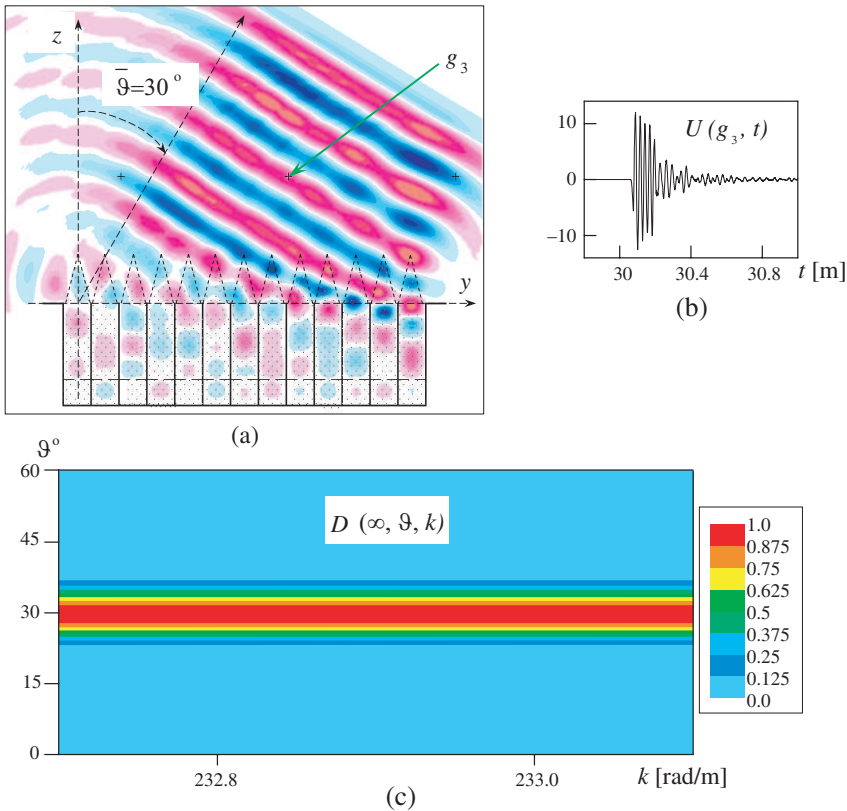 z
ϑ̅=30°
g₃
y
(a)
10
0
−10
U (g₃, t)
30 30.4 30.8 t [m]
(b)
ϑ°
60
45
30
15
0
D (∞, ϑ, k)
232.8 233.0 k [rad/m]
1.0
0.875
0.75
0.625
0.5
0.375
0.25
0.125
0.0
(c)